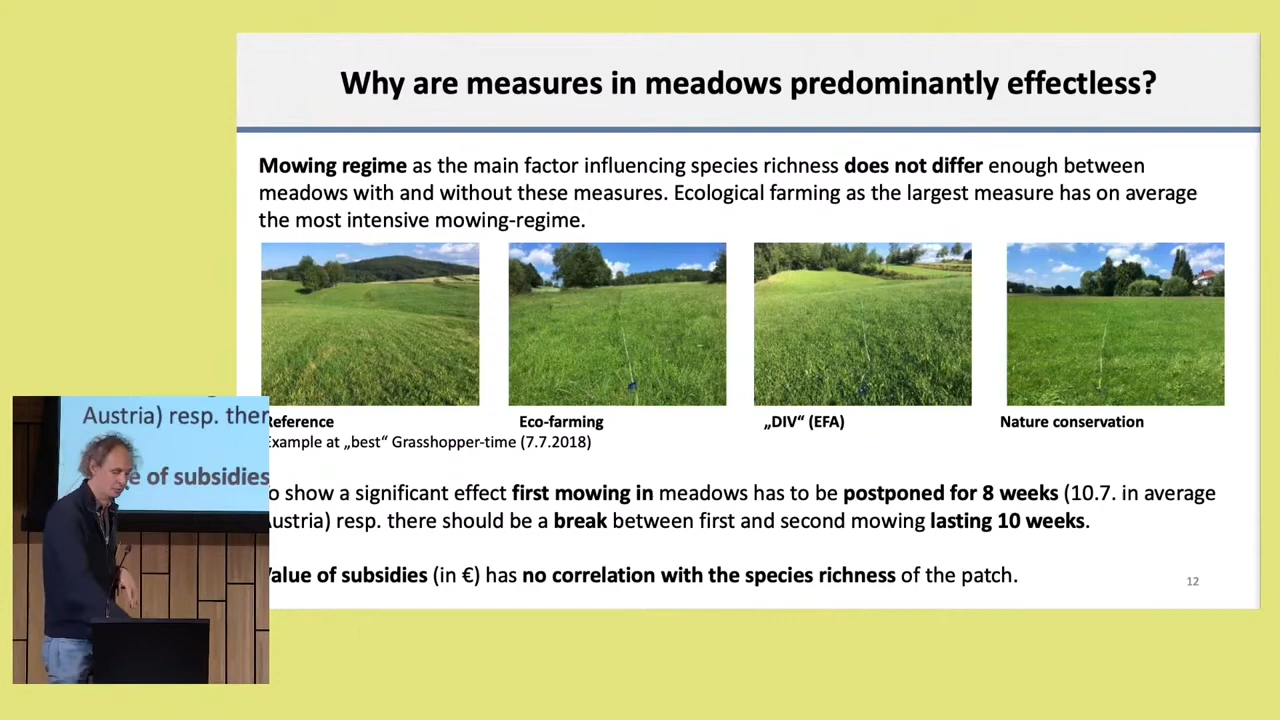 Why are measures in meadows predominantly effectless?
Mowing regime as the main factor influencing species richness does not differ enough between
meadows with and without these measures. Ecological farming as the largest measure has on average
the most intensive mowing-regime.
Reference
Eco-farming
„DIV“ (EFA)
Nature conservation
Example at „best“ Grasshopper-time (7.7.2018)
o show a significant effect first mowing in meadows has to be postponed for 8 weeks (10.7. in average
Austria) resp. there should be a break between first and second mowing lasting 10 weeks.
Value of subsidies (in €) has no correlation with the species richness of the patch.
12
Austria) resp. ther
e of subsidies